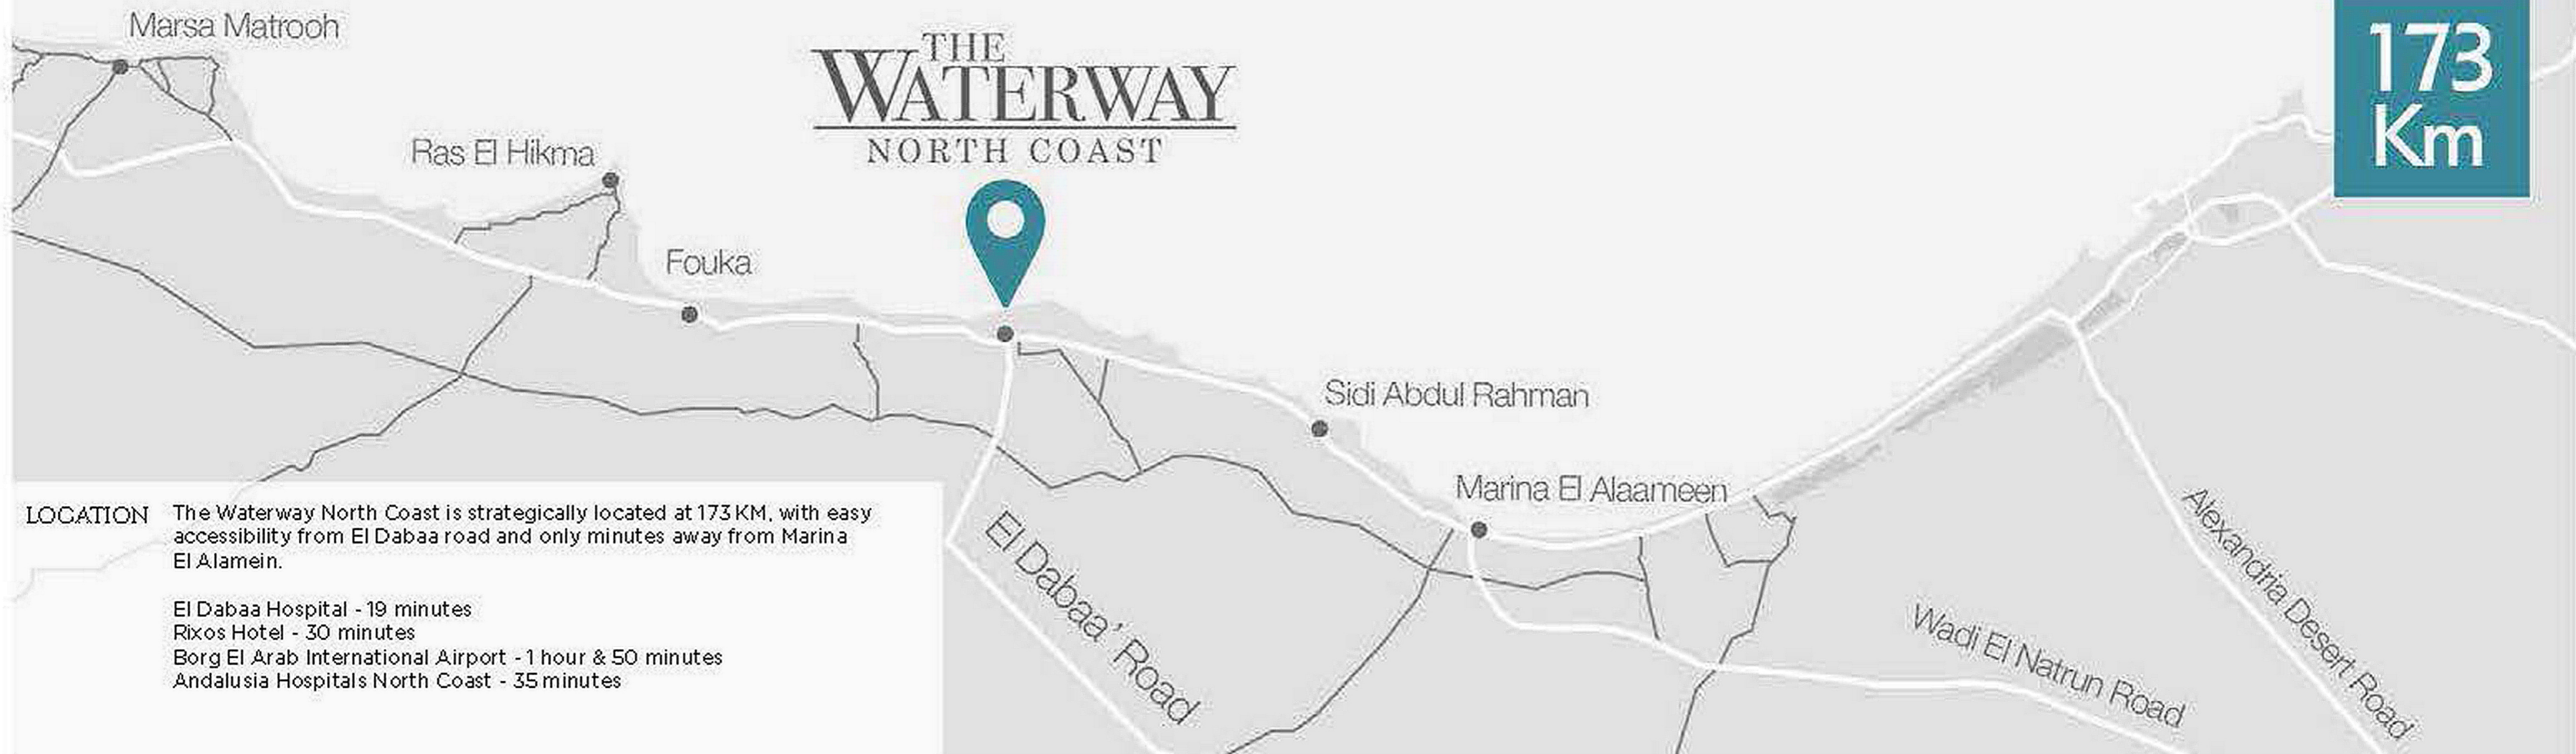 Marsa Matrooh
THE
WATERWAY
NORTH COAST
173
Km
Ras El Hikma
Fouka
Sidi Abdul Rahman
Marina El Alaameen
El Dabaa' Road
Wadi El Natrun Road
Alexandria Desert Road
LOCATION
The Waterway North Coast is strategically located at 173 KM, with easy
accessibility from El Dabaa road and only minutes away from Marina
El Alamein.
El Dabaa Hospital - 19 minutes
Rixos Hotel - 30 minutes
Borg El Arab International Airport - 1 hour & 50 minutes
Andalusia Hospitals North Coast - 35 minutes